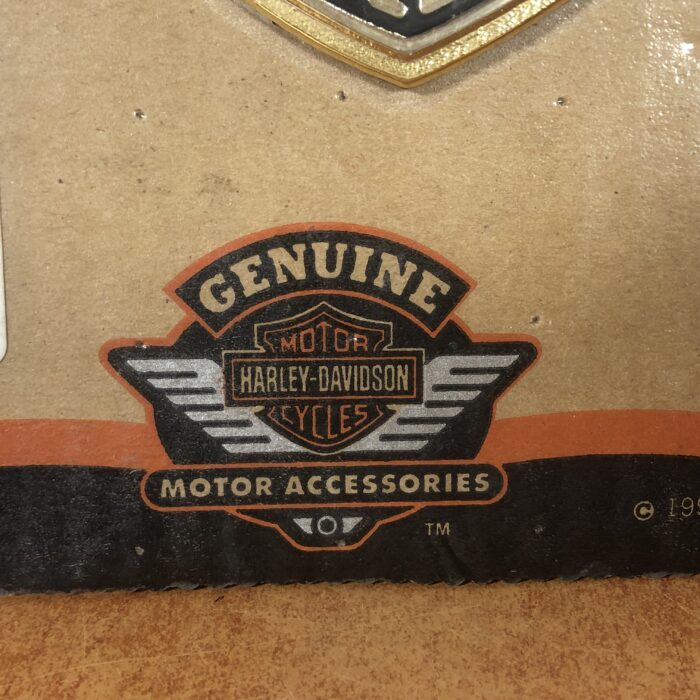 GENUINE
MOTOR
HARLEY-DAVIDSON
CYCLES
MOTOR ACCESSORIES
TM
©